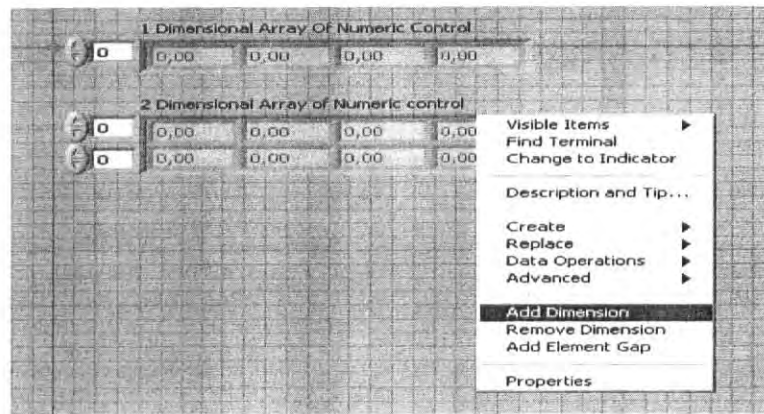 1 Dimensional Array Of Numeric Control
0 0,00 0,00 0,00 0,00
2 Dimensional Array of Numeric control
0 0,00 0,00 0,00 0,00
0 0,00 0,00 0,00 0,00
Visible Items
Find Terminal
Change to Indicator
Description and Tip...
Create
Replace
Data Operations
Advanced
Add Dimension
Remove Dimension
Add Element Gap
Properties